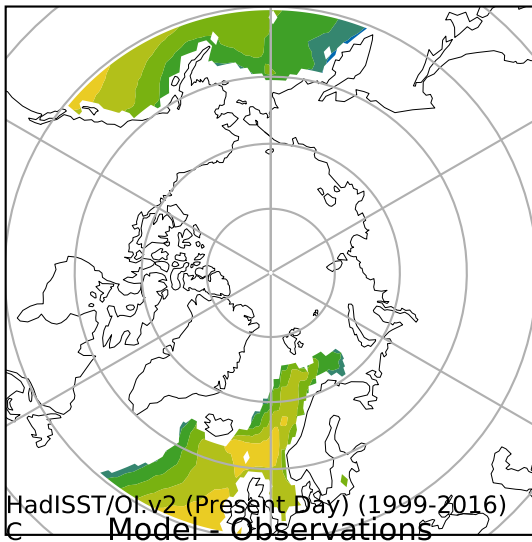 HadISST/OI.v2 (Present Day) (1999-2016)
C Model - Observations